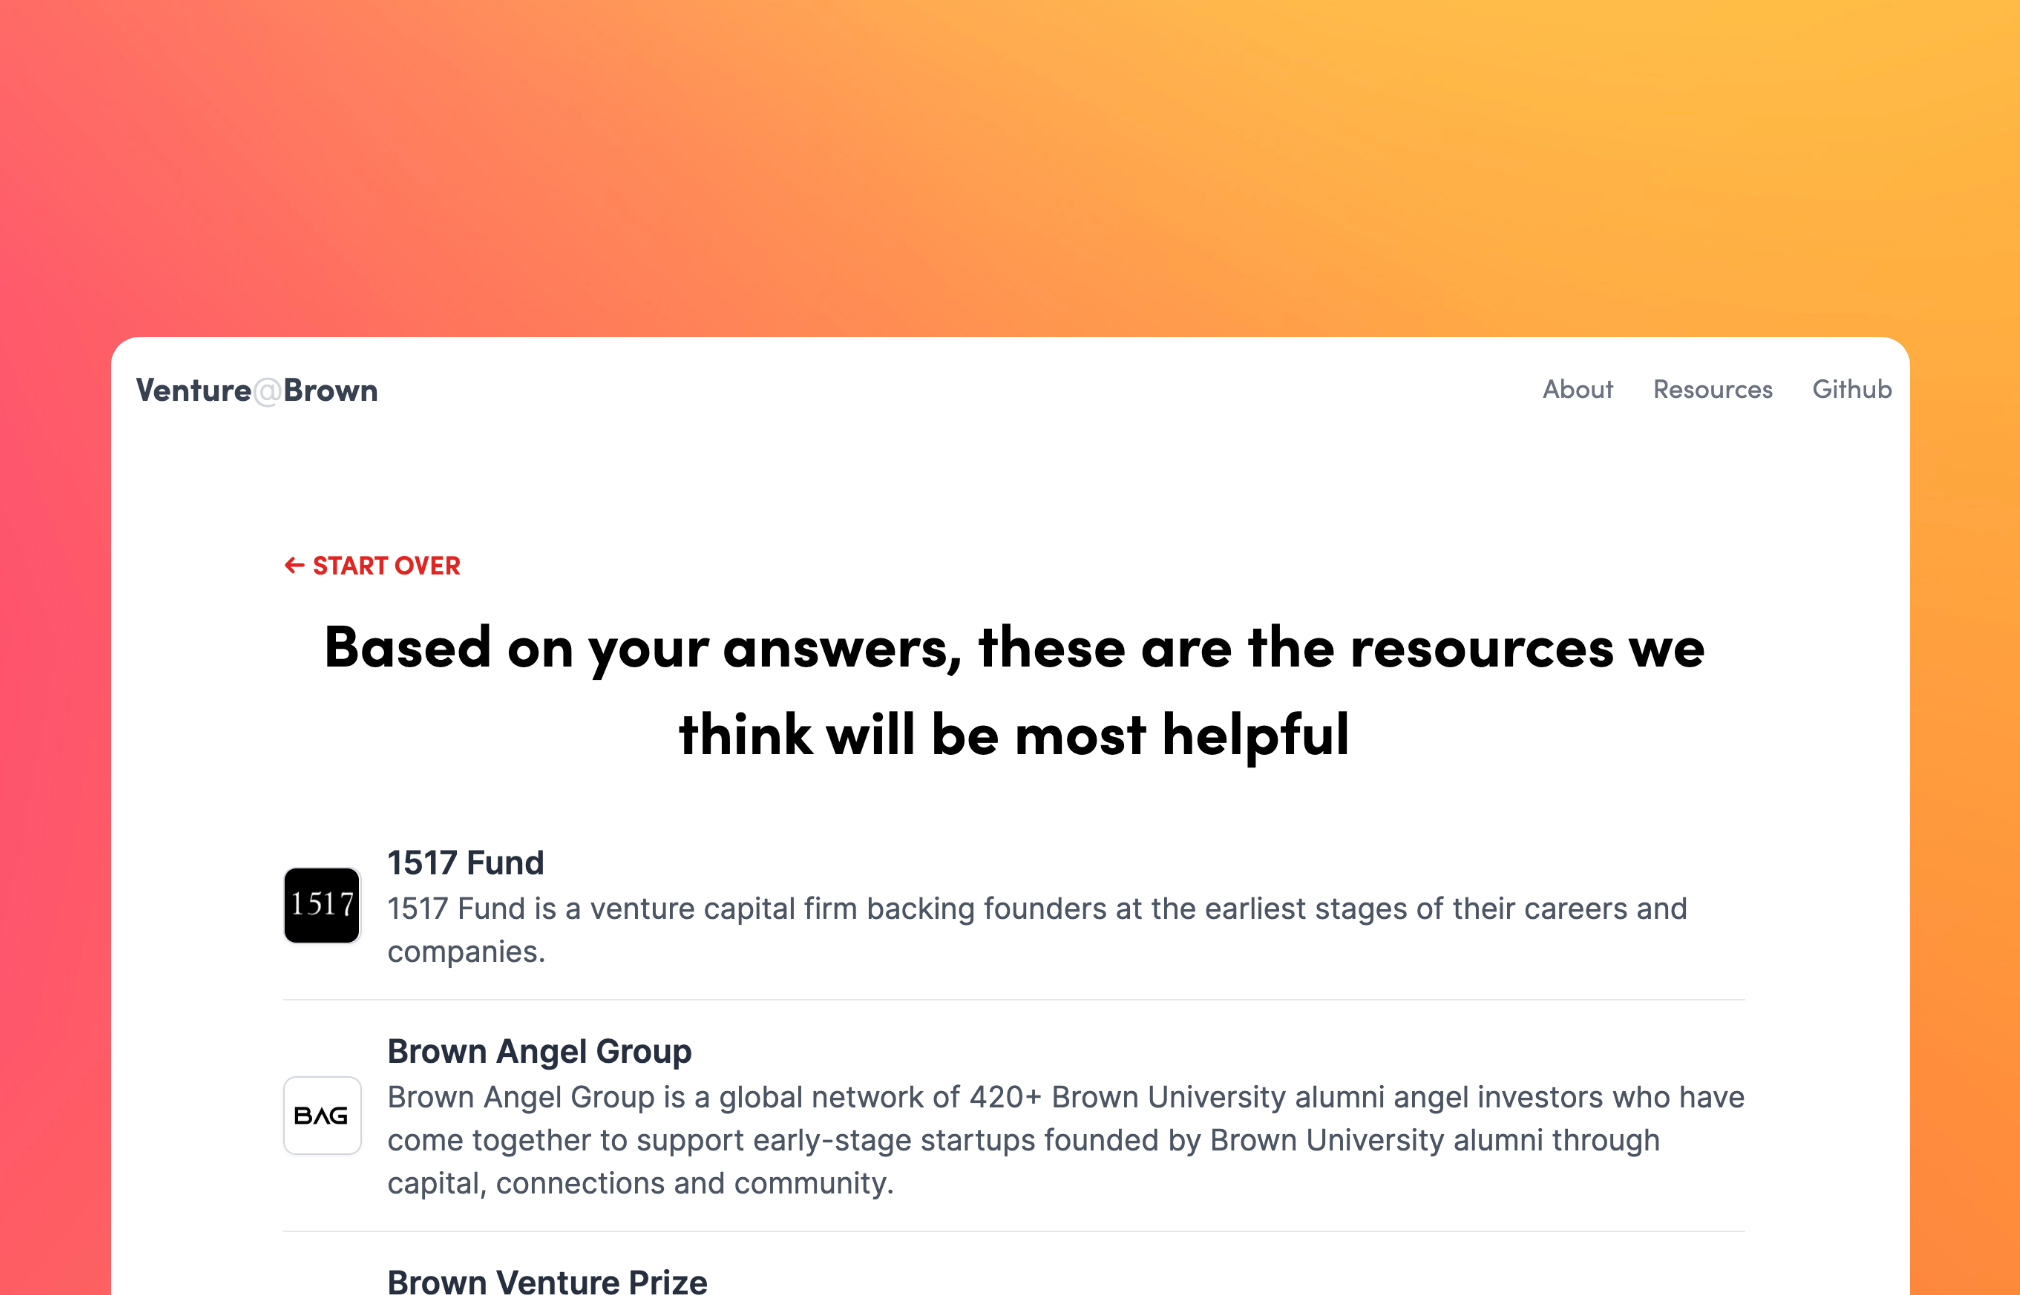 Venture@Brown
About Resources Github
← START OVER
Based on your answers, these are the resources we
think will be most helpful
1517
1517 Fund
1517 Fund is a venture capital firm backing founders at the earliest stages of their careers and
companies.
BAG
Brown Angel Group
Brown Angel Group is a global network of 420+ Brown University alumni angel investors who have
come together to support early-stage startups founded by Brown University alumni through
capital, connections and community.
Brown Venture Prize